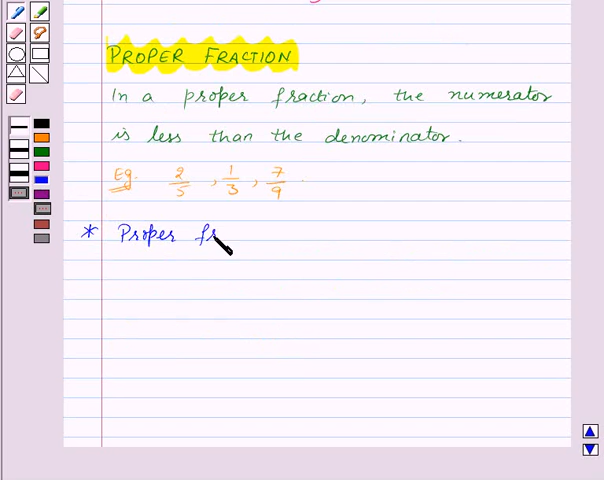 PROPER FRACTION
In a proper fraction, the numerator
is less than the denominator.
Eg. 2/5, 1/3, 7/9.
* Proper fr